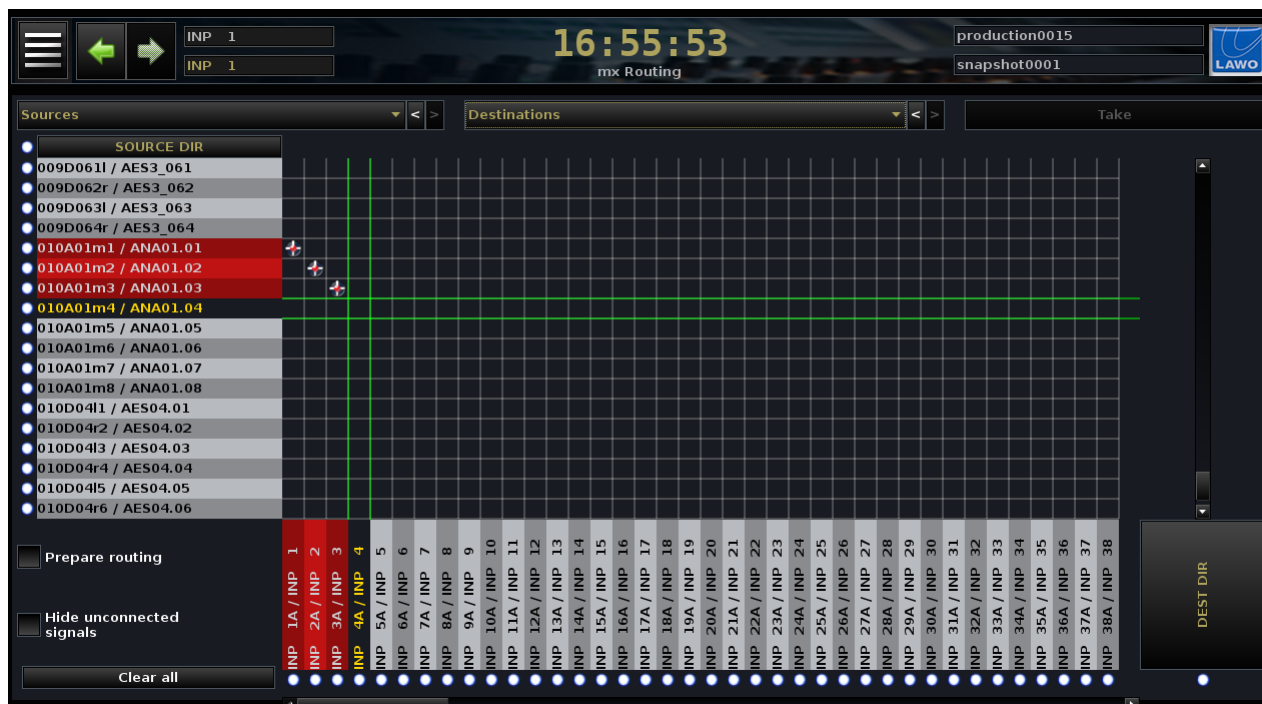 INP 1
INP 1
16:55:53
mx Routing
production0015
snapshot0001
LAWO
Sources
<
>
Destinations
<
>
Take
SOURCE DIR
009D061l / AES3_061
009D062r / AES3_062
009D063l / AES3_063
009D064r / AES3_064
010A01m1 / ANA01.01
010A01m2 / ANA01.02
010A01m3 / ANA01.03
010A01m4 / ANA01.04
010A01m5 / ANA01.05
010A01m6 / ANA01.06
010A01m7 / ANA01.07
010A01m8 / ANA01.08
010D04l1 / AES04.01
010D04r2 / AES04.02
010D04l3 / AES04.03
010D04r4 / AES04.04
010D04l5 / AES04.05
010D04r6 / AES04.06
INP 1A / INP 1
INP 2A / INP 2
INP 3A / INP 3
INP 4A / INP 4
INP 5A / INP 5
INP 6A / INP 6
INP 7A / INP 7
INP 8A / INP 8
INP 9A / INP 9
INP 10A / INP 10
INP 11A / INP 11
INP 12A / INP 12
INP 13A / INP 13
INP 14A / INP 14
INP 15A / INP 15
INP 16A / INP 16
INP 17A / INP 17
INP 18A / INP 18
INP 19A / INP 19
INP 20A / INP 20
INP 21A / INP 21
INP 22A / INP 22
INP 23A / INP 23
INP 24A / INP 24
INP 25A / INP 25
INP 26A / INP 26
INP 27A / INP 27
INP 28A / INP 28
INP 29A / INP 29
INP 30A / INP 30
INP 31A / INP 31
INP 32A / INP 32
INP 33A / INP 33
INP 34A / INP 34
INP 35A / INP 35
INP 36A / INP 36
INP 37A / INP 37
INP 38A / INP 38
DEST DIR
Prepare routing
Hide unconnected
signals
Clear all